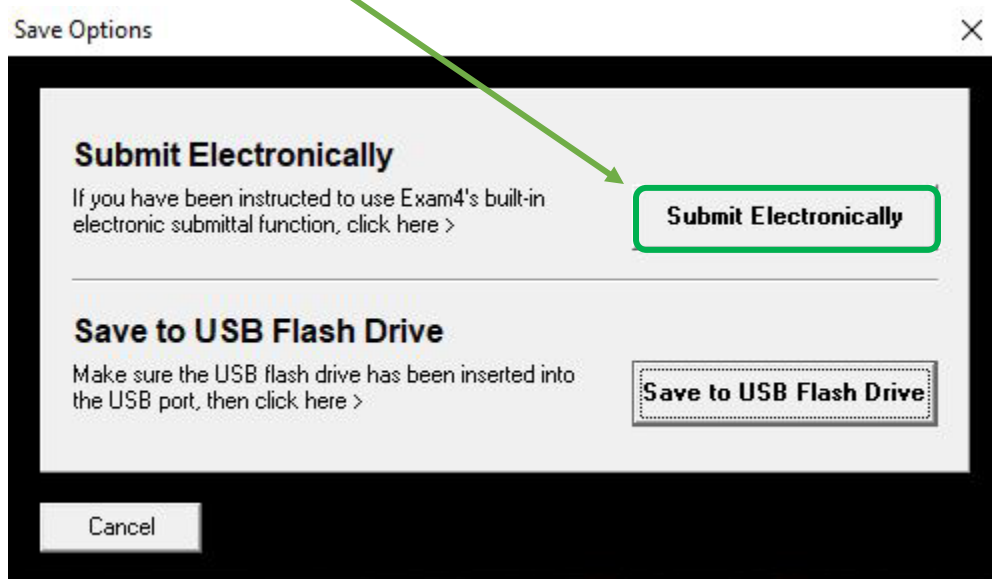 Save Options
Submit Electronically
If you have been instructed to use Exam4's built-in
electronic submittal function, click here >
Submit Electronically
Save to USB Flash Drive
Make sure the USB flash drive has been inserted into
the USB port, then click here >
Save to USB Flash Drive
Cancel